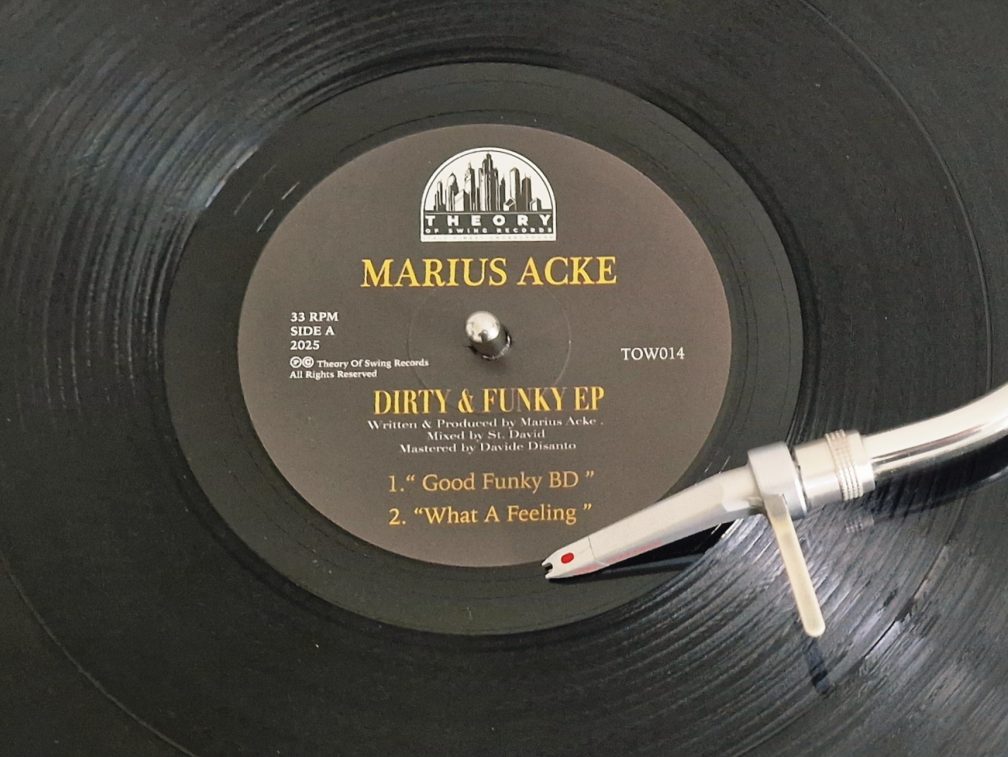 THEORY
OF SWING RECORDS
MARIUS ACKE
33 RPM
SIDE A
2025
℗© Theory Of Swing Records
All Rights Reserved
TOW014
DIRTY & FUNKY EP
Written & Produced by Marius Acke .
Mixed by St. David
Mastered by Davide Disanto
1.“ Good Funky BD ”
2. “What A Feeling ”